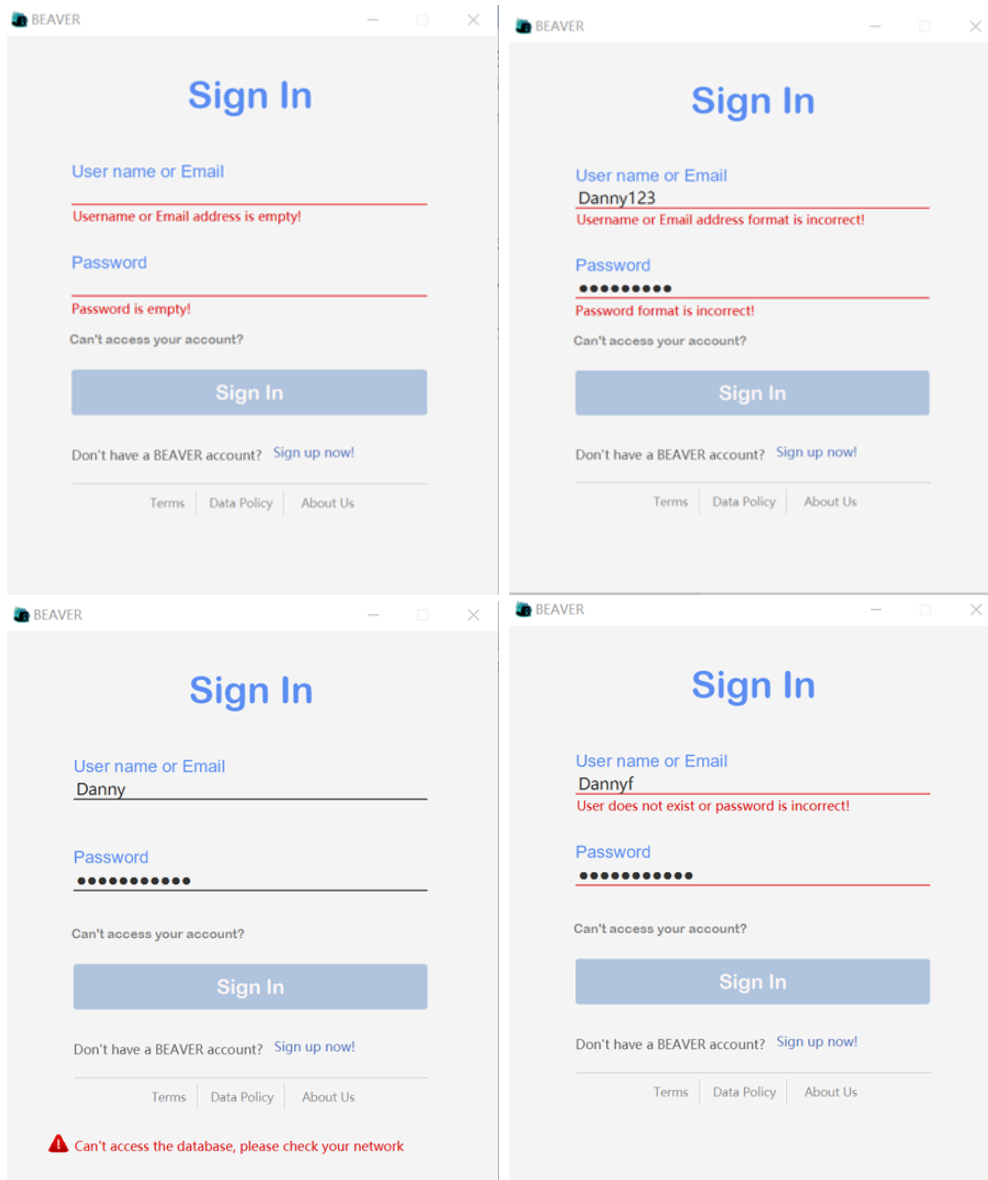 BEAVER
Sign In
User name or Email
Username or Email address is empty!
Password
Password is empty!
Can't access your account?
Sign In
Don't have a BEAVER account? Sign up now!
Terms Data Policy About Us
BEAVER
Sign In
User name or Email
Danny123
Username or Email address format is incorrect!
Password
●●●●●●●●●
Password format is incorrect!
Can't access your account?
Sign In
Don't have a BEAVER account? Sign up now!
Terms Data Policy About Us
BEAVER
Sign In
User name or Email
Danny
Password
●●●●●●●●●●●
Can't access your account?
Sign In
Don't have a BEAVER account? Sign up now!
Terms Data Policy About Us
Can't access the database, please check your network
BEAVER
Sign In
User name or Email
Dannyf
User does not exist or password is incorrect!
Password
●●●●●●●●●●●
Can't access your account?
Sign In
Don't have a BEAVER account? Sign up now!
Terms Data Policy About Us